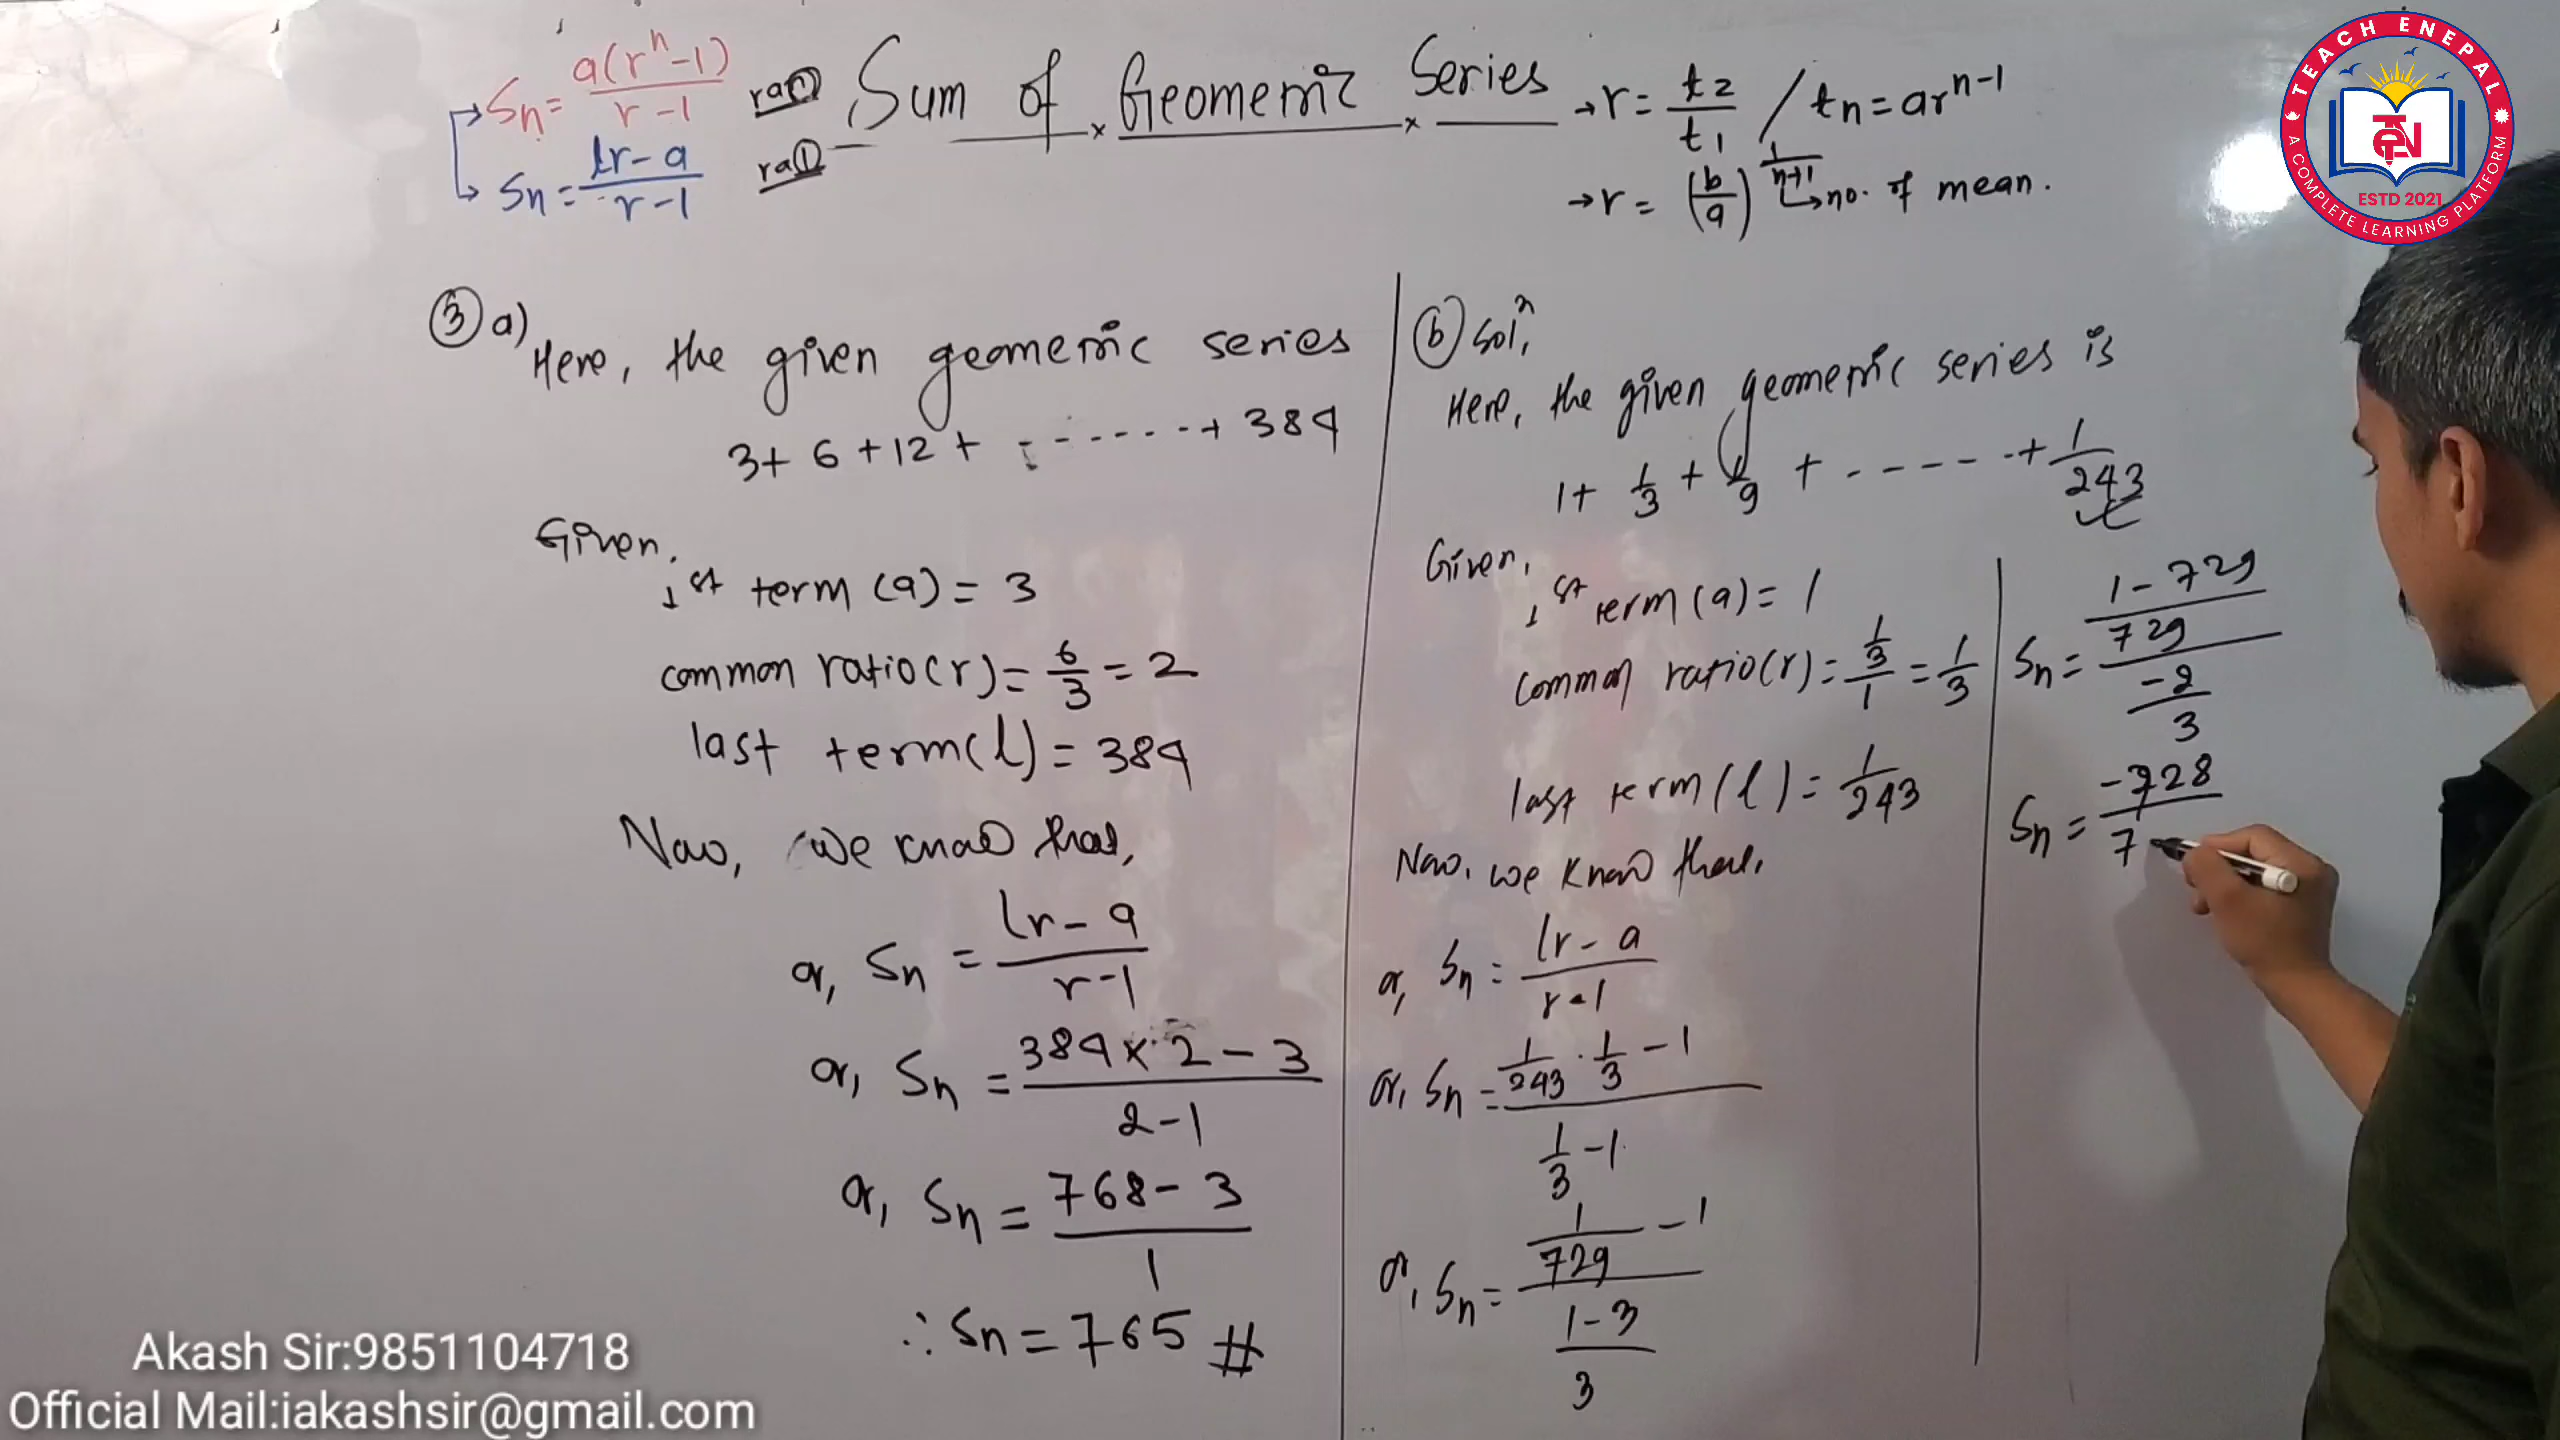 Sn = a(r^n - 1) / r - 1
Sn = lr - a / r - 1
Sum of Geometric Series
→ r = t2 / t1 / tn = ar^n-1
→ r = (b/a)^1/n+1 → no. of mean.
TEACH ENEPAL
TEN
ESTD 2021
A COMPLETE LEARNING PLATFORM
③ a)
Here, the given geometric series
3 + 6 + 12 + ------- + 384
Given,
1st term (a) = 3
common ratio (r) = 6/3 = 2
last term (l) = 384
Now, we know that,
or, Sn = lr - a / r - 1
or, Sn = 384 × 2 - 3 / 2 - 1
or, Sn = 768 - 3 / 1
∴ Sn = 765 #
ⓑ Solⁿ,
Here, the given geometric series is
1 + 1/3 + 1/9 + ------ + 1/243
Given,
1st term (a) = 1
common ratio (r) = 1/3 / 1 = 1/3
last term (l) = 1/243
Now, we know that,
or, Sn = lr - a / r - 1
or, Sn = 1/243 · 1/3 - 1 / 1/3 - 1
or, Sn = 1/729 - 1 / 1-3/3
Sn = 1 - 729 / 729 / -2/3
Sn = -728 / 7
Akash Sir:9851104718
Official Mail:iakashsir@gmail.com